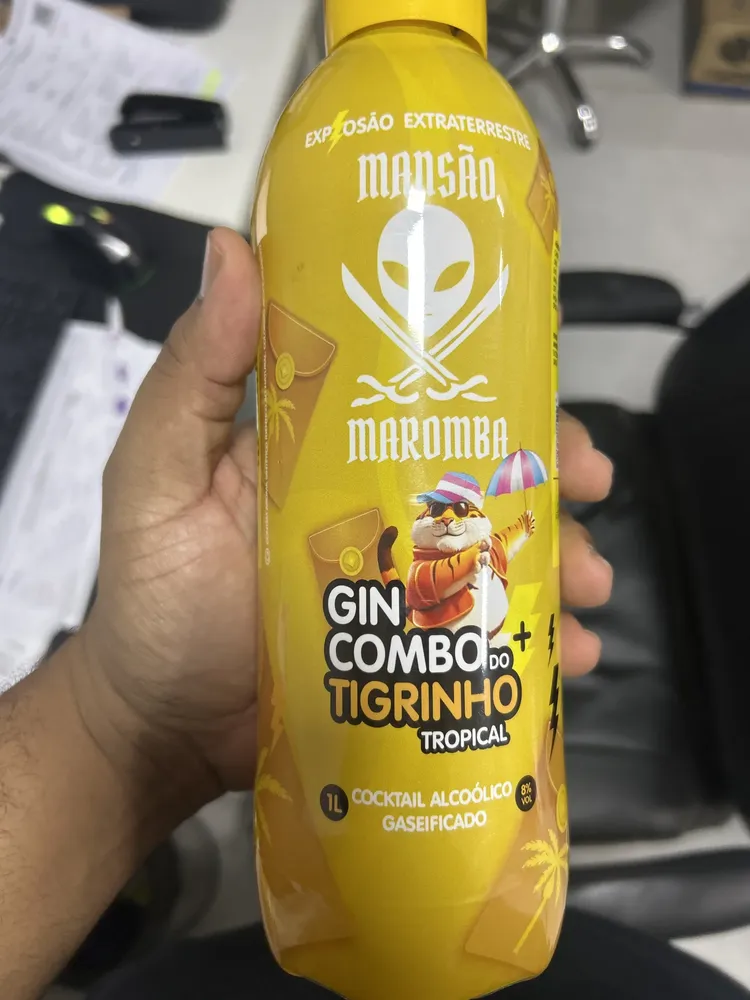 EXPLOSÃO EXTRATERRESTRE
MANSÃO
MAROMBA
GIN
COMBO DO +
TIGRINHO
TROPICAL
1L COCKTAIL ALCOÓLICO 8% VOL
GASEIFICADO